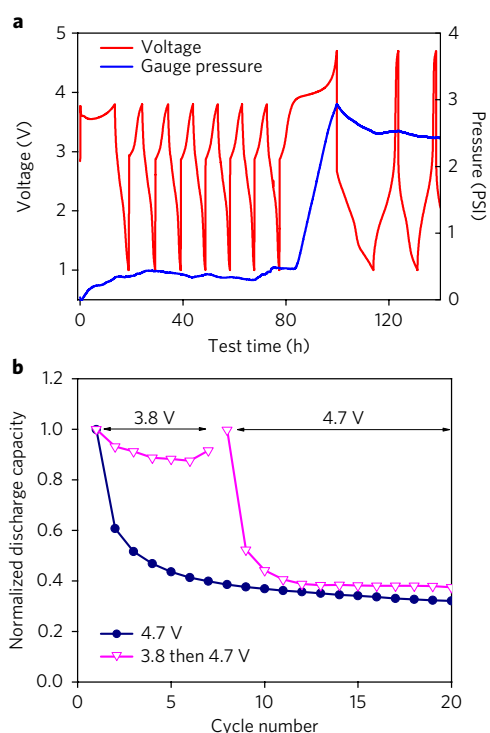 a
Voltage
Gauge pressure
5
4
3
2
1
Voltage (V)
4
3
2
1
0
Pressure (PSI)
0 40 80 120
Test time (h)
b
3.8 V 4.7 V
1.2
1.0
0.8
0.6
0.4
0.2
0.0
Normalized discharge capacity
4.7 V
3.8 then 4.7 V
0 5 10 15 20
Cycle number